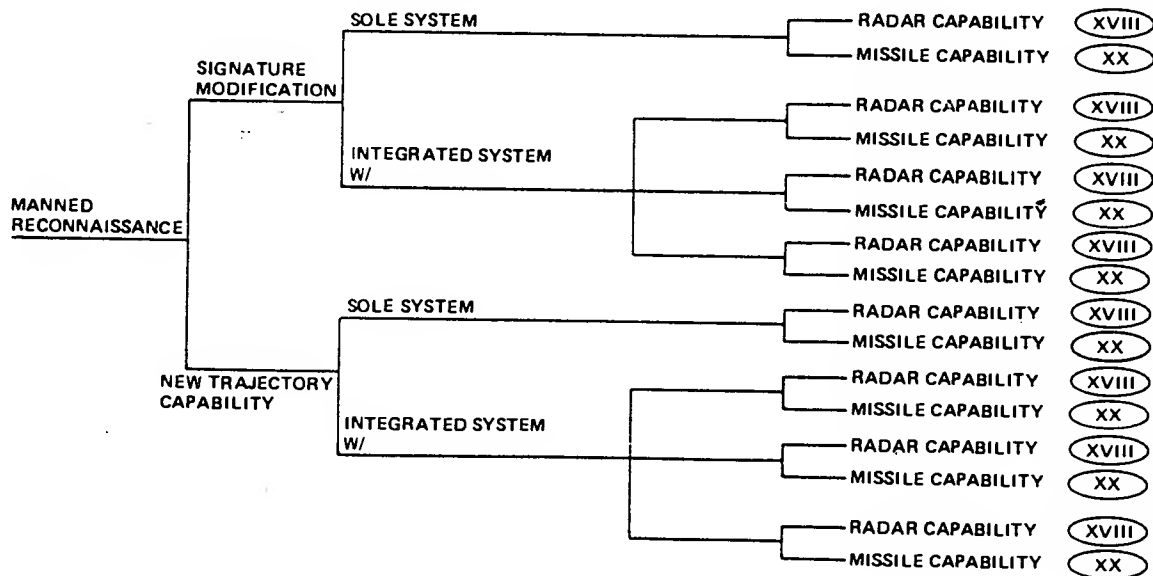 SOLE SYSTEM
RADAR CAPABILITY XVIII
MISSILE CAPABILITY XX
SIGNATURE
MODIFICATION
RADAR CAPABILITY XVIII
MISSILE CAPABILITY XX
INTEGRATED SYSTEM
W/
RADAR CAPABILITY XVIII
MISSILE CAPABILITY XX
MANNED
RECONNAISSANCE
RADAR CAPABILITY XVIII
MISSILE CAPABILITY XX
SOLE SYSTEM
RADAR CAPABILITY XVIII
MISSILE CAPABILITY XX
NEW TRAJECTORY
CAPABILITY
RADAR CAPABILITY XVIII
MISSILE CAPABILITY XX
INTEGRATED SYSTEM
W/
RADAR CAPABILITY XVIII
MISSILE CAPABILITY XX
RADAR CAPABILITY XVIII
MISSILE CAPABILITY XX